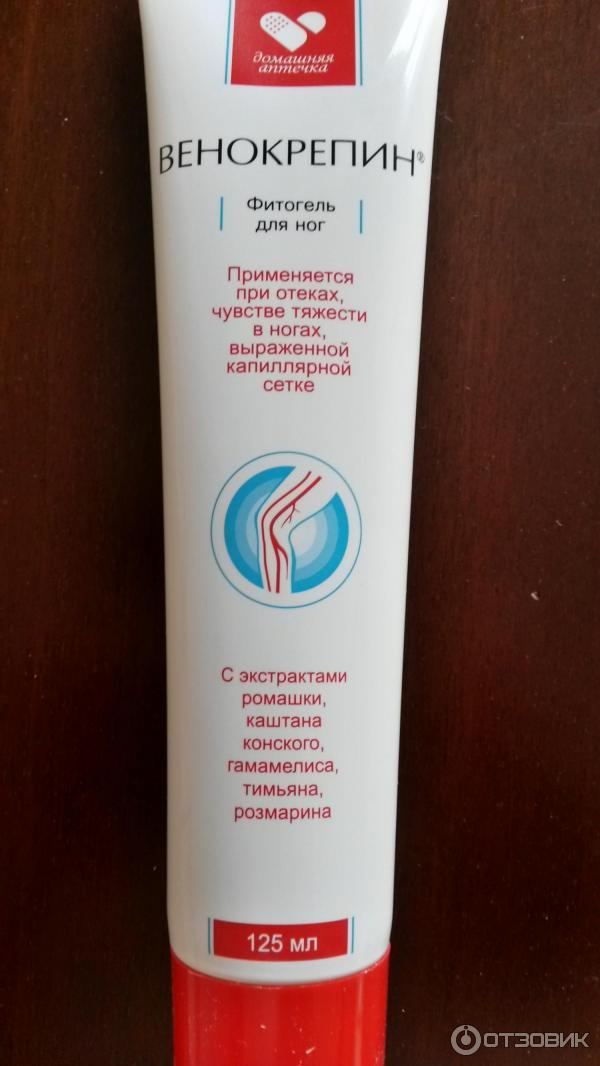 домашняя
аптечка
ВЕНОКРЕПИН®
Фитогель
для ног
Применяется
при отеках,
чувстве тяжести
в ногах,
выраженной
капиллярной
сетке
С экстрактами
ромашки,
каштана
конского,
гамамелиса,
тимьяна,
розмарина
125 мл
ОТЗОВИК